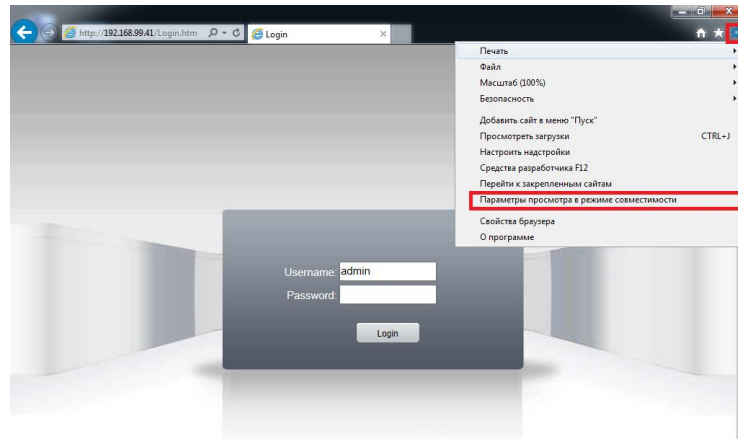 http://192.168.99.41/Login.htm
Login
Печать
Файл
Масштаб (100%)
Безопасность
Добавить сайт в меню "Пуск"
Просмотреть загрузки CTRL+J
Настроить надстройки
Средства разработчика F12
Перейти к закрепленным сайтам
Параметры просмотра в режиме совместимости
Свойства браузера
О программе
Username: admin
Password:
Login